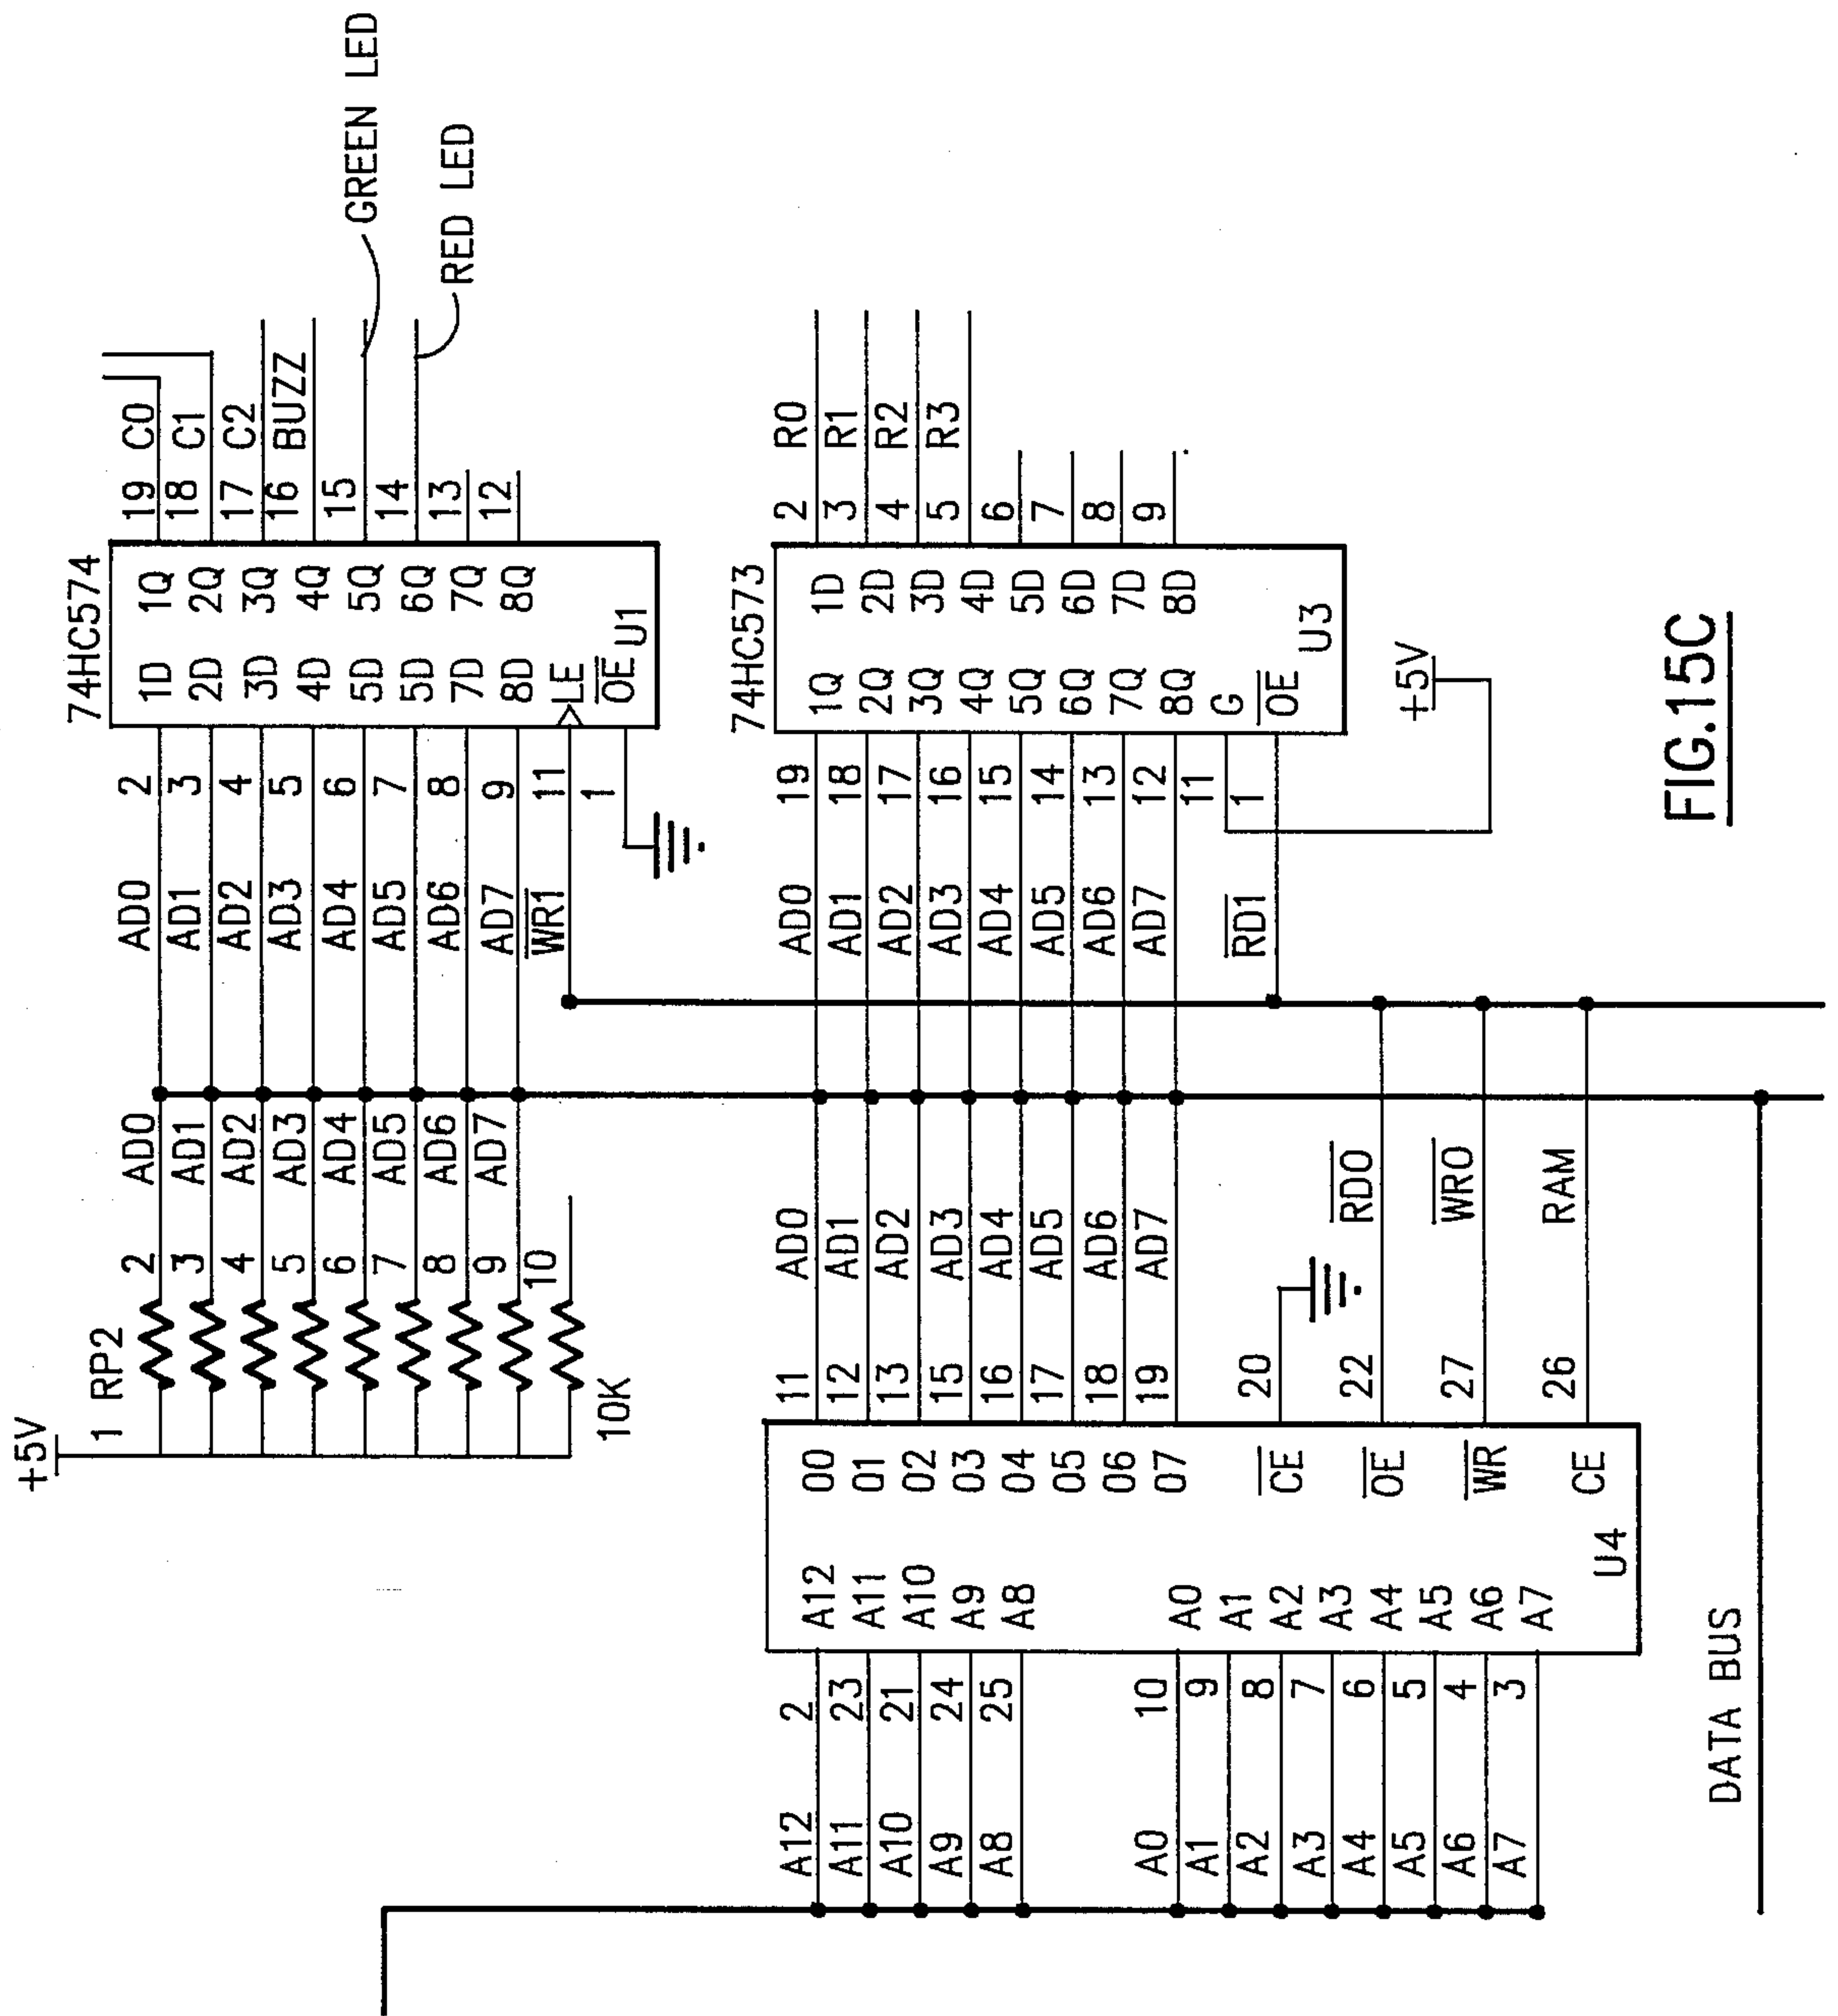 +5V
1 RP2
2 AD0
3 AD1
4 AD2
5 AD3
6 AD4
7 AD5
8 AD6
9 AD7
10
10K
74HC574
AD0 2 1D 1Q 19 C0
AD1 3 2D 2Q 18 C1
AD2 4 3D 3Q 17 C2
AD3 5 4D 4Q 16 BUZZ
AD4 6 5D 5Q 15
AD5 7 5D 6Q 14
AD6 8 7D 7Q 13
AD7 9 8D 8Q 12
WR1 11 LE
1 OE U1
GREEN LED
RED LED
A12 2 A12
A11 23 A11
A10 21 A10
A9 24 A9
A8 25 A8
A0 10 A0
A1 9 A1
A2 8 A2
A3 7 A3
A4 6 A4
A5 5 A5
A6 4 A6
A7 3 A7
U4
O0 11 AD0
O1 12 AD1
O2 13 AD2
O3 15 AD3
O4 16 AD4
O5 17 AD5
O6 18 AD6
O7 19 AD7
CE 20
OE 22 RD0
WR 27 WR0
CE 26 RAM
74HC573
AD0 19 1Q 1D 2 R0
AD1 18 2Q 2D 3 R1
AD2 17 3Q 3D 4 R2
AD3 16 4Q 4D 5 R3
AD4 15 5Q 5D 6
AD5 14 6Q 6D 7
AD6 13 7Q 7D 8
AD7 12 8Q 8D 9
11 G
RD1 1 OE U3
+5V
DATA BUS
FIG.15C